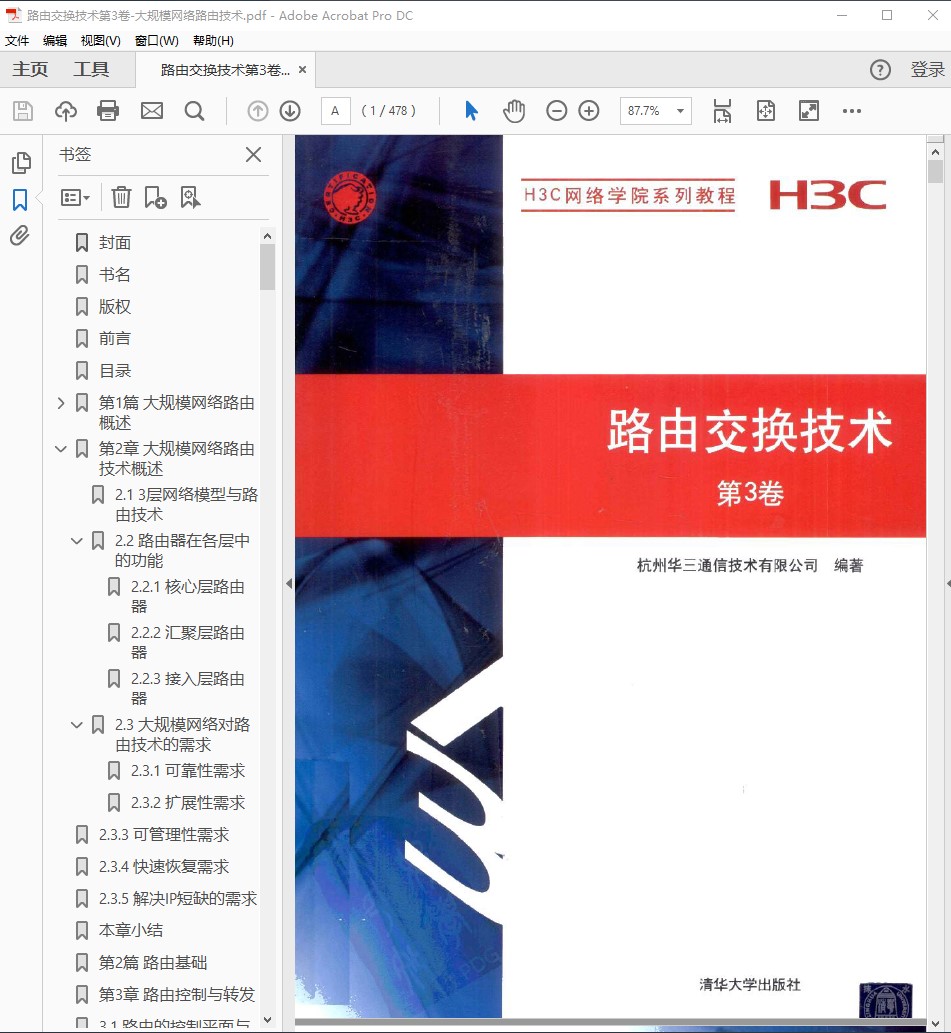 路由交换技术第3卷-大规模网络路由技术.pdf - Adobe Acrobat Pro DC
文件 编辑 视图(V) 窗口(W) 帮助(H)
主页 工具 路由交换技术第3卷... × ? 登录
A ( 1 / 478 ) 87.7%
书签
封面
书名
版权
前言
目录
第1篇 大规模网络路由
概述
第2章 大规模网络路由
技术概述
2.1 3层网络模型与路
由技术
2.2 路由器在各层中
的功能
2.2.1 核心层路由
器
2.2.2 汇聚层路由
器
2.2.3 接入层路由
器
2.3 大规模网络对路
由技术的需求
2.3.1 可靠性需求
2.3.2 扩展性需求
2.3.3 可管理性需求
2.3.4 快速恢复需求
2.3.5 解决IP短缺的需求
本章小结
第2篇 路由基础
第3章 路由控制与转发
3.1 路由的控制平面与
H3C网络学院系列教程
H3C
路由交换技术
第3卷
杭州华三通信技术有限公司 编著
清华大学出版社